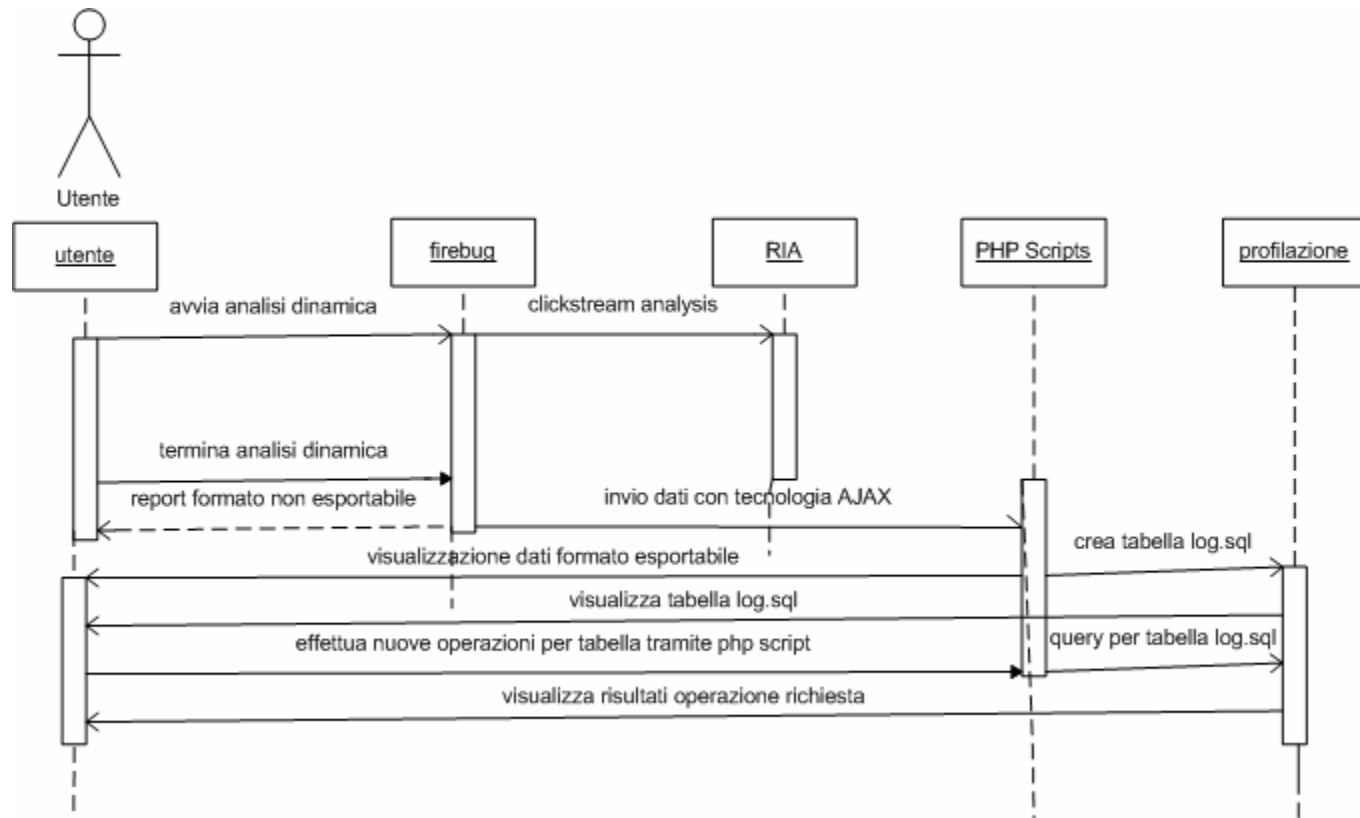 Utente
utente
firebug
RIA
PHP Scripts
profilazione
avvia analisi dinamica
clickstream analysis
termina analisi dinamica
report formato non esportabile
invio dati con tecnologia AJAX
crea tabella log.sql
visualizzazione dati formato esportabile
visualizza tabella log.sql
effettua nuove operazioni per tabella tramite php script
query per tabella log.sql
visualizza risultati operazione richiesta